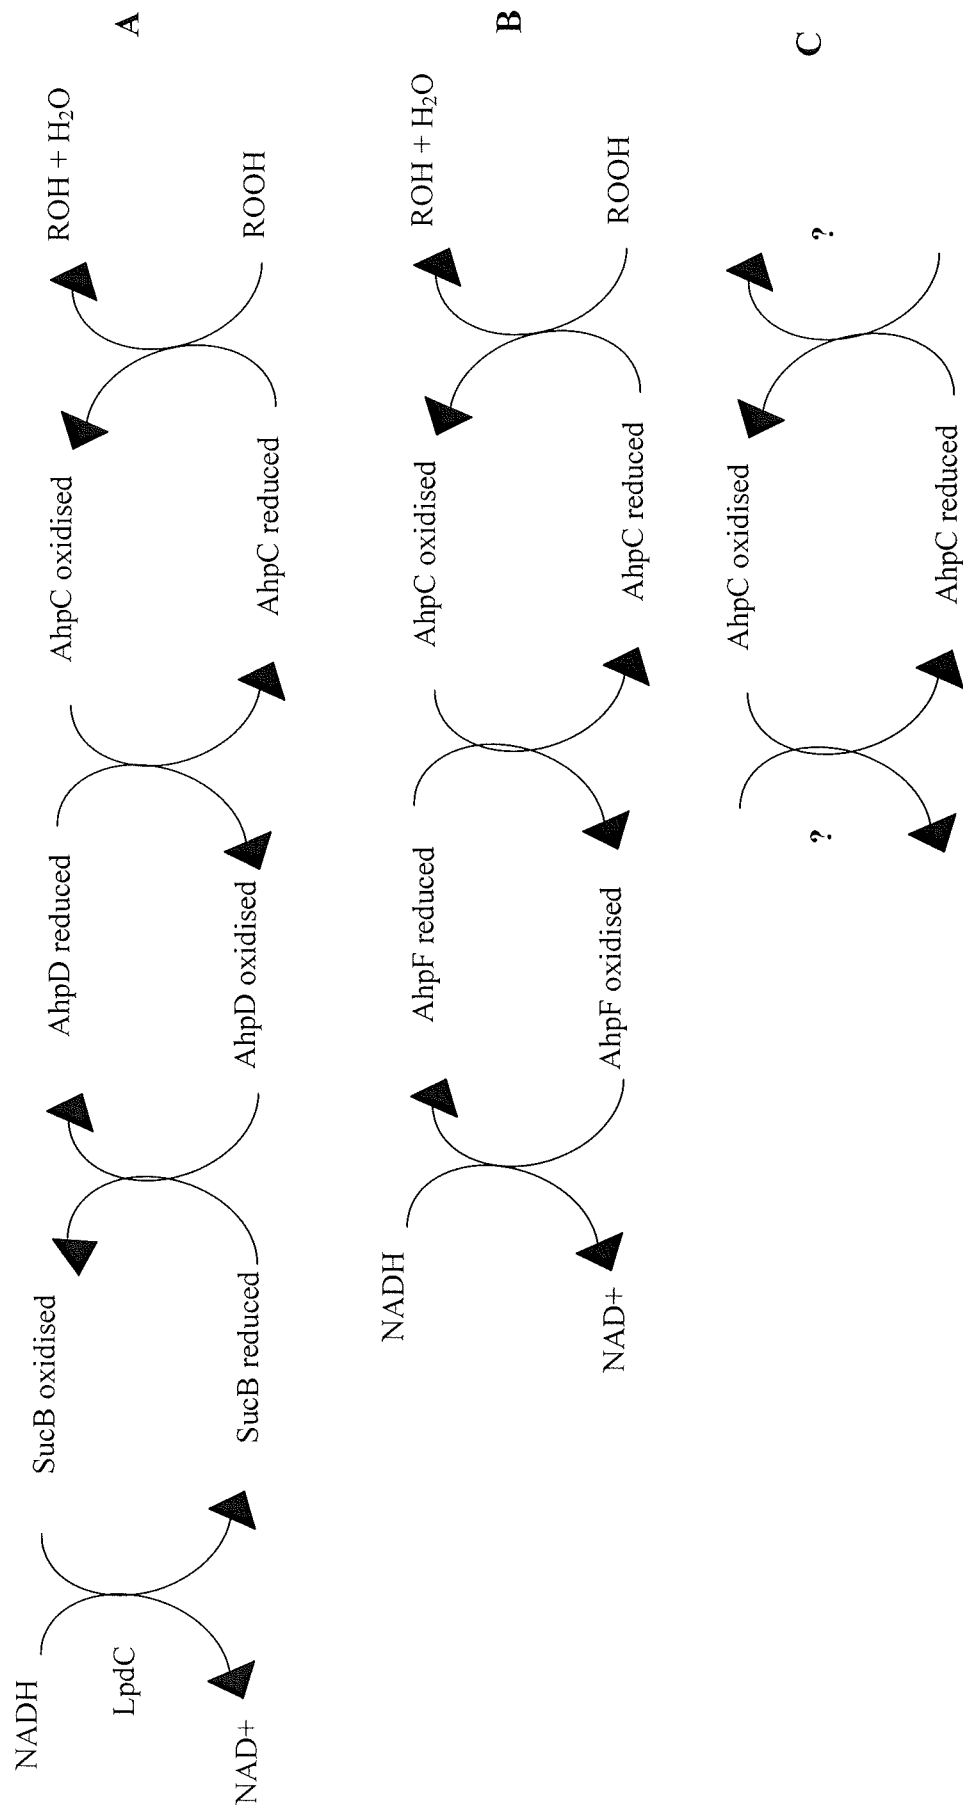 A
NADH
LpdC
NAD+
SucB oxidised
SucB reduced
AhpD reduced
AhpD oxidised
AhpC oxidised
AhpC reduced
ROH + H₂O
ROOH
B
NADH
NAD+
AhpF reduced
AhpF oxidised
AhpC oxidised
AhpC reduced
ROH + H₂O
ROOH
C
?
AhpC oxidised
AhpC reduced
?